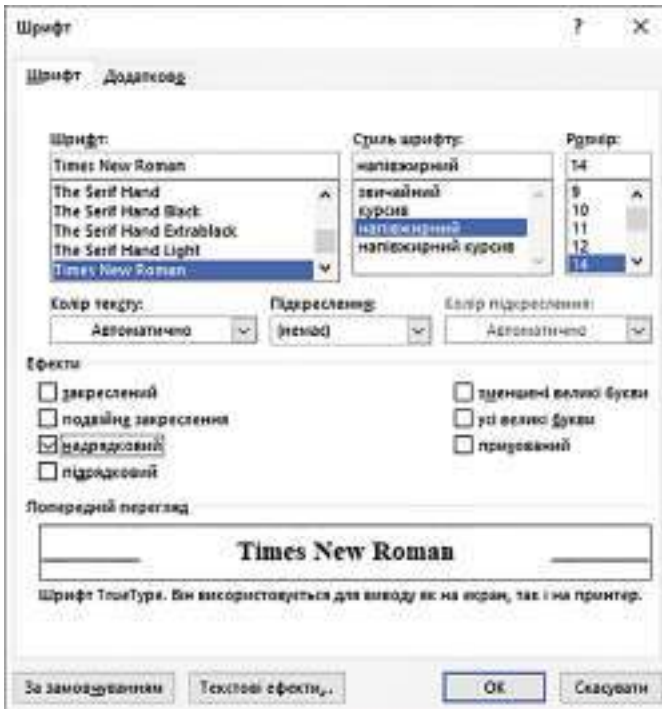 Шрифт ? ✕
Шрифт Додатково
Шрифт: Стиль шрифту: Розмір:
Times New Roman напівжирний 14
The Serif Hand звичайний 9
The Serif Hand Black курсив 10
The Serif Hand Extrablack напівжирний 11
The Serif Hand Light напівжирний курсив 12
Times New Roman 14
Колір тексту: Підкреслення: Колір підкреслення:
Автоматично (немає) Автоматично
Ефекти
закреслений зменшені великі букви
подвійне закреслення усі великі букви
надрядковий прихований
підрядковий
Попередній перегляд
Times New Roman
Шрифт TrueType. Він використовується для виводу як на екран, так і на принтер.
За замовчуванням Текстові ефекти... ОК Скасувати